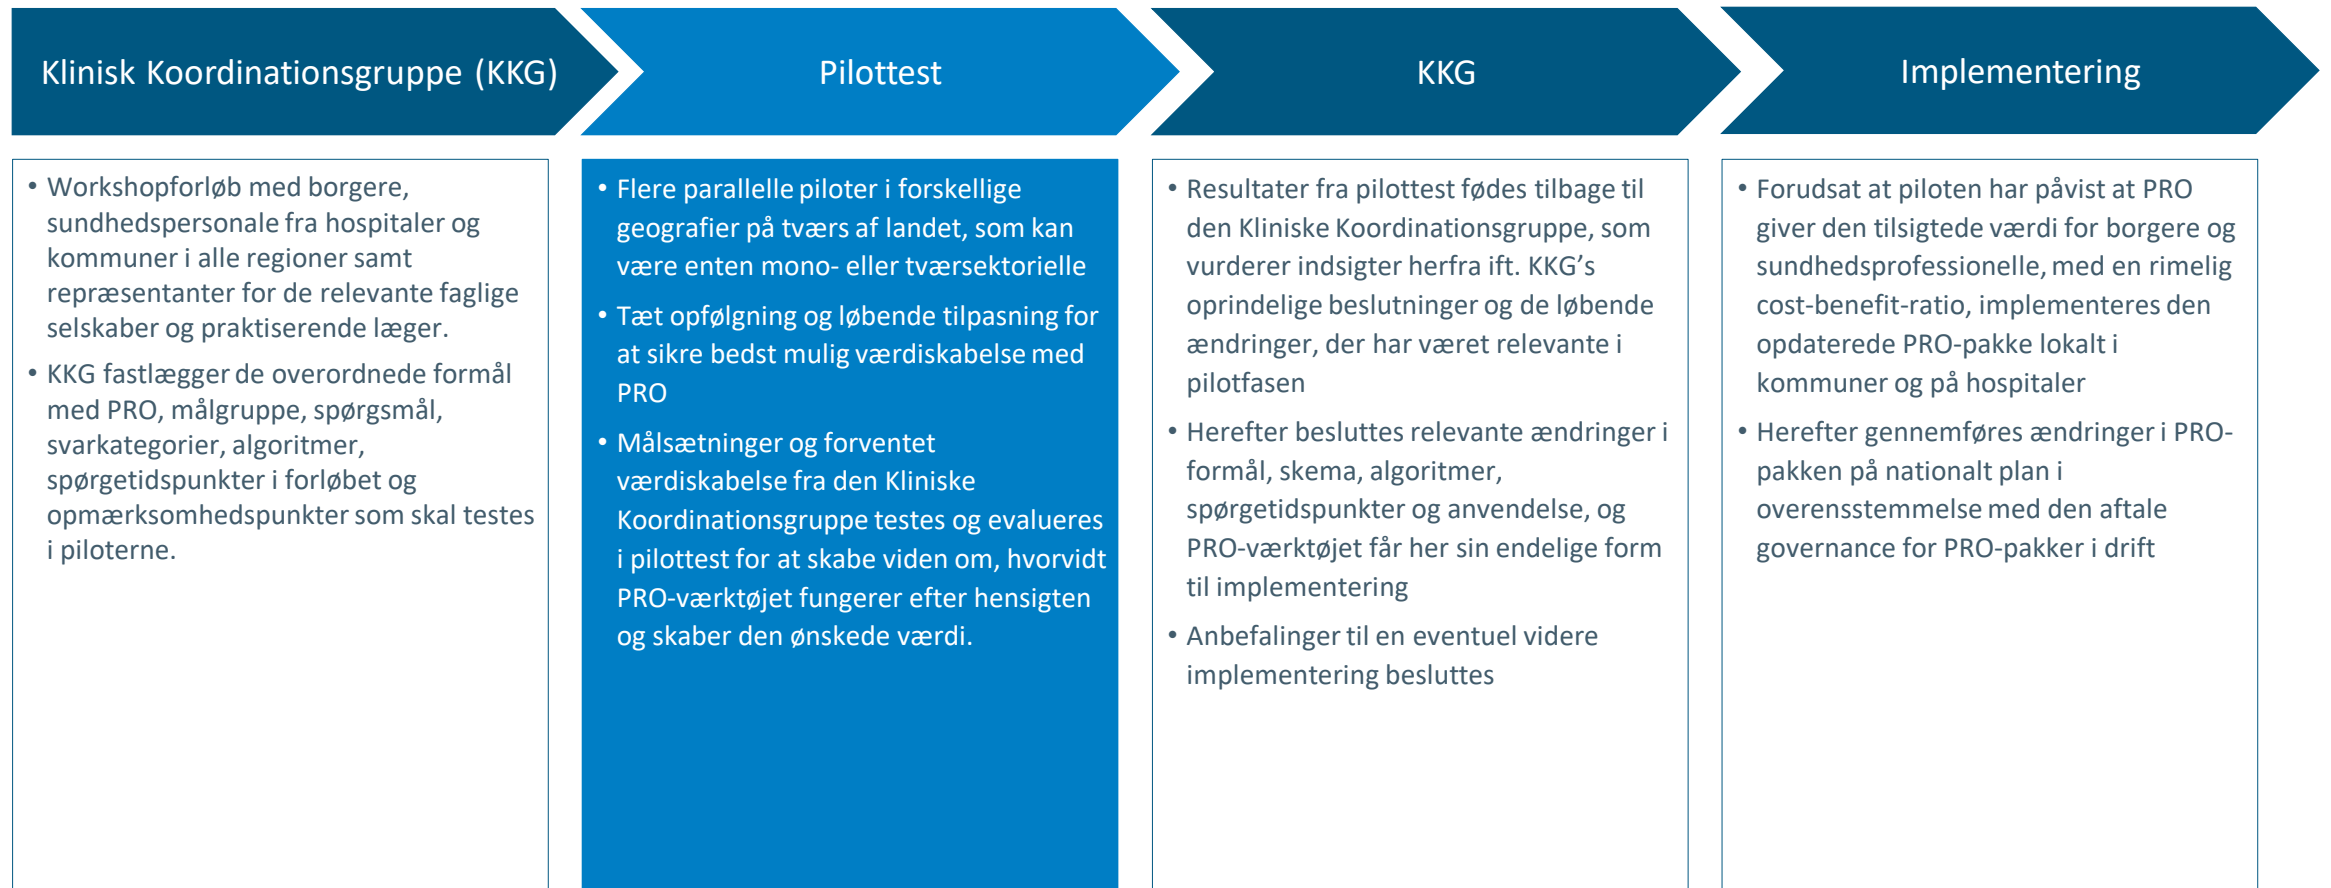 Klinisk Koordinationsgruppe (KKG)
• Workshopforløb med borgere,
sundhedspersonale fra hospitaler og
kommuner i alle regioner samt
repræsentanter for de relevante faglige
selskaber og praktiserende læger.
• KKG fastlægger de overordnede formål
med PRO, målgruppe, spørgsmål,
svarkategorier, algoritmer,
spørgetidspunkter i forløbet og
opmærksomhedspunkter som skal testes
i piloterne.
Pilottest
• Flere parallelle piloter i forskellige
geografier på tværs af landet, som kan
være enten mono- eller tværsektorielle
• Tæt opfølgning og løbende tilpasning for
at sikre bedst mulig værdiskabelse med
PRO
• Målsætninger og forventet
værdiskabelse fra den Kliniske
Koordinationsgruppe testes og evalueres
i pilottest for at skabe viden om, hvorvidt
PRO-værktøjet fungerer efter hensigten
og skaber den ønskede værdi.
KKG
• Resultater fra pilottest fødes tilbage til
den Kliniske Koordinationsgruppe, som
vurderer indsigter herfra ift. KKG’s
oprindelige beslutninger og de løbende
ændringer, der har været relevante i
pilotfasen
• Herefter besluttes relevante ændringer i
formål, skema, algoritmer,
spørgetidspunkter og anvendelse, og
PRO-værktøjet får her sin endelige form
til implementering
• Anbefalinger til en eventuel videre
implementering besluttes
Implementering
• Forudsat at piloten har påvist at PRO
giver den tilsigtede værdi for borgere og
sundhedsprofessionelle, med en rimelig
cost-benefit-ratio, implementeres den
opdaterede PRO-pakke lokalt i
kommuner og på hospitaler
• Herefter gennemføres ændringer i PRO-
pakken på nationalt plan i
overensstemmelse med den aftale
governance for PRO-pakker i drift